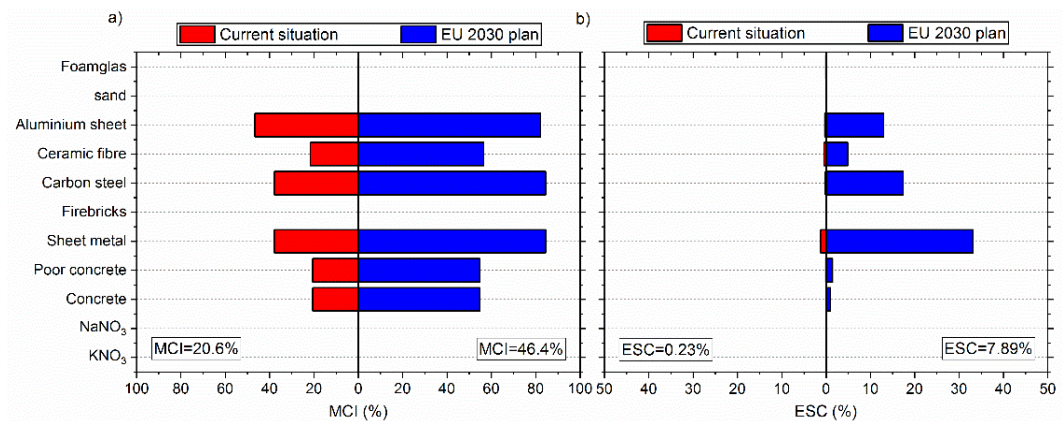 a)
Current situation
EU 2030 plan
b)
Current situation
EU 2030 plan
Foamglas
sand
Aluminium sheet
Ceramic fibre
Carbon steel
Firebricks
Sheet metal
Poor concrete
Concrete
NaNO₃
KNO₃
MCI=20.6%
MCI=46.4%
ESC=0.23%
ESC=7.89%
100 80 60 40 20 0 20 40 60 80 100
50 40 30 20 10 0 10 20 30 40 50
MCI (%)
ESC (%)